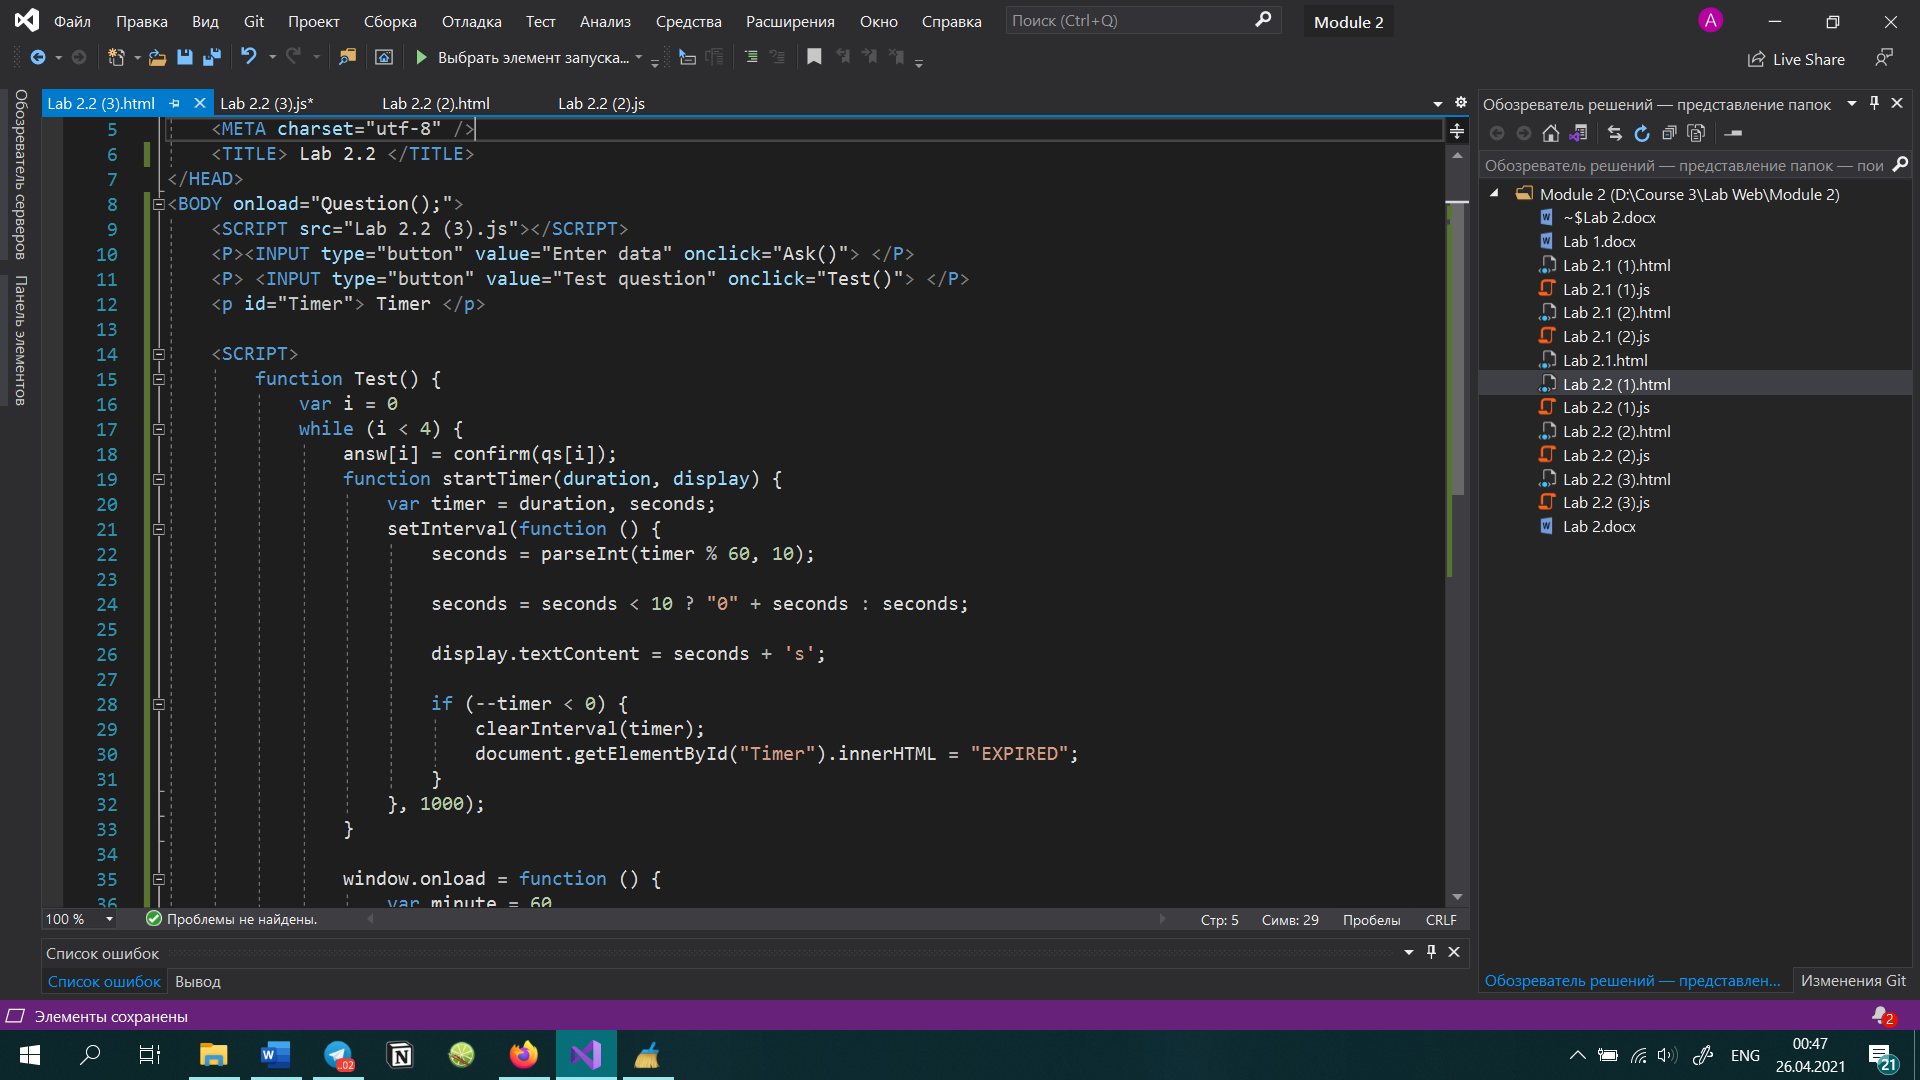 Файл Правка Вид Git Проект Сборка Отладка Тест Анализ Средства Расширения Окно Справка Поиск (Ctrl+Q) Module 2 A
Выбрать элемент запуска... Live Share
Обозреватель серверов
Панель элементов
Lab 2.2 (3).html Lab 2.2 (3).js* Lab 2.2 (2).html Lab 2.2 (2).js
5 <META charset="utf-8" />
6 <TITLE> Lab 2.2 </TITLE>
7 </HEAD>
8 <BODY onload="Question();">
9 <SCRIPT src="Lab 2.2 (3).js"></SCRIPT>
10 <P><INPUT type="button" value="Enter data" onclick="Ask()"> </P>
11 <P> <INPUT type="button" value="Test question" onclick="Test()"> </P>
12 <p id="Timer"> Timer </p>
13
14 <SCRIPT>
15 function Test() {
16 var i = 0
17 while (i < 4) {
18 answ[i] = confirm(qs[i]);
19 function startTimer(duration, display) {
20 var timer = duration, seconds;
21 setInterval(function () {
22 seconds = parseInt(timer % 60, 10);
23
24 seconds = seconds < 10 ? "0" + seconds : seconds;
25
26 display.textContent = seconds + 's';
27
28 if (--timer < 0) {
29 clearInterval(timer);
30 document.getElementById("Timer").innerHTML = "EXPIRED";
31 }
32 }, 1000);
33 }
34
35 window.onload = function () {
36 var minute = 60
100 % Проблемы не найдены. Стр: 5 Симв: 29 Пробелы CRLF
Список ошибок
Список ошибок Вывод
Обозреватель решений — представление папок
Обозреватель решений — представление папок — пои
Module 2 (D:\Course 3\Lab Web\Module 2)
~$Lab 2.docx
Lab 1.docx
Lab 2.1 (1).html
Lab 2.1 (1).js
Lab 2.1 (2).html
Lab 2.1 (2).js
Lab 2.1.html
Lab 2.2 (1).html
Lab 2.2 (1).js
Lab 2.2 (2).html
Lab 2.2 (2).js
Lab 2.2 (3).html
Lab 2.2 (3).js
Lab 2.docx
Обозреватель решений — представлен... Изменения Git
Элементы сохранены 2
..02 ENG 00:47
26.04.2021 21